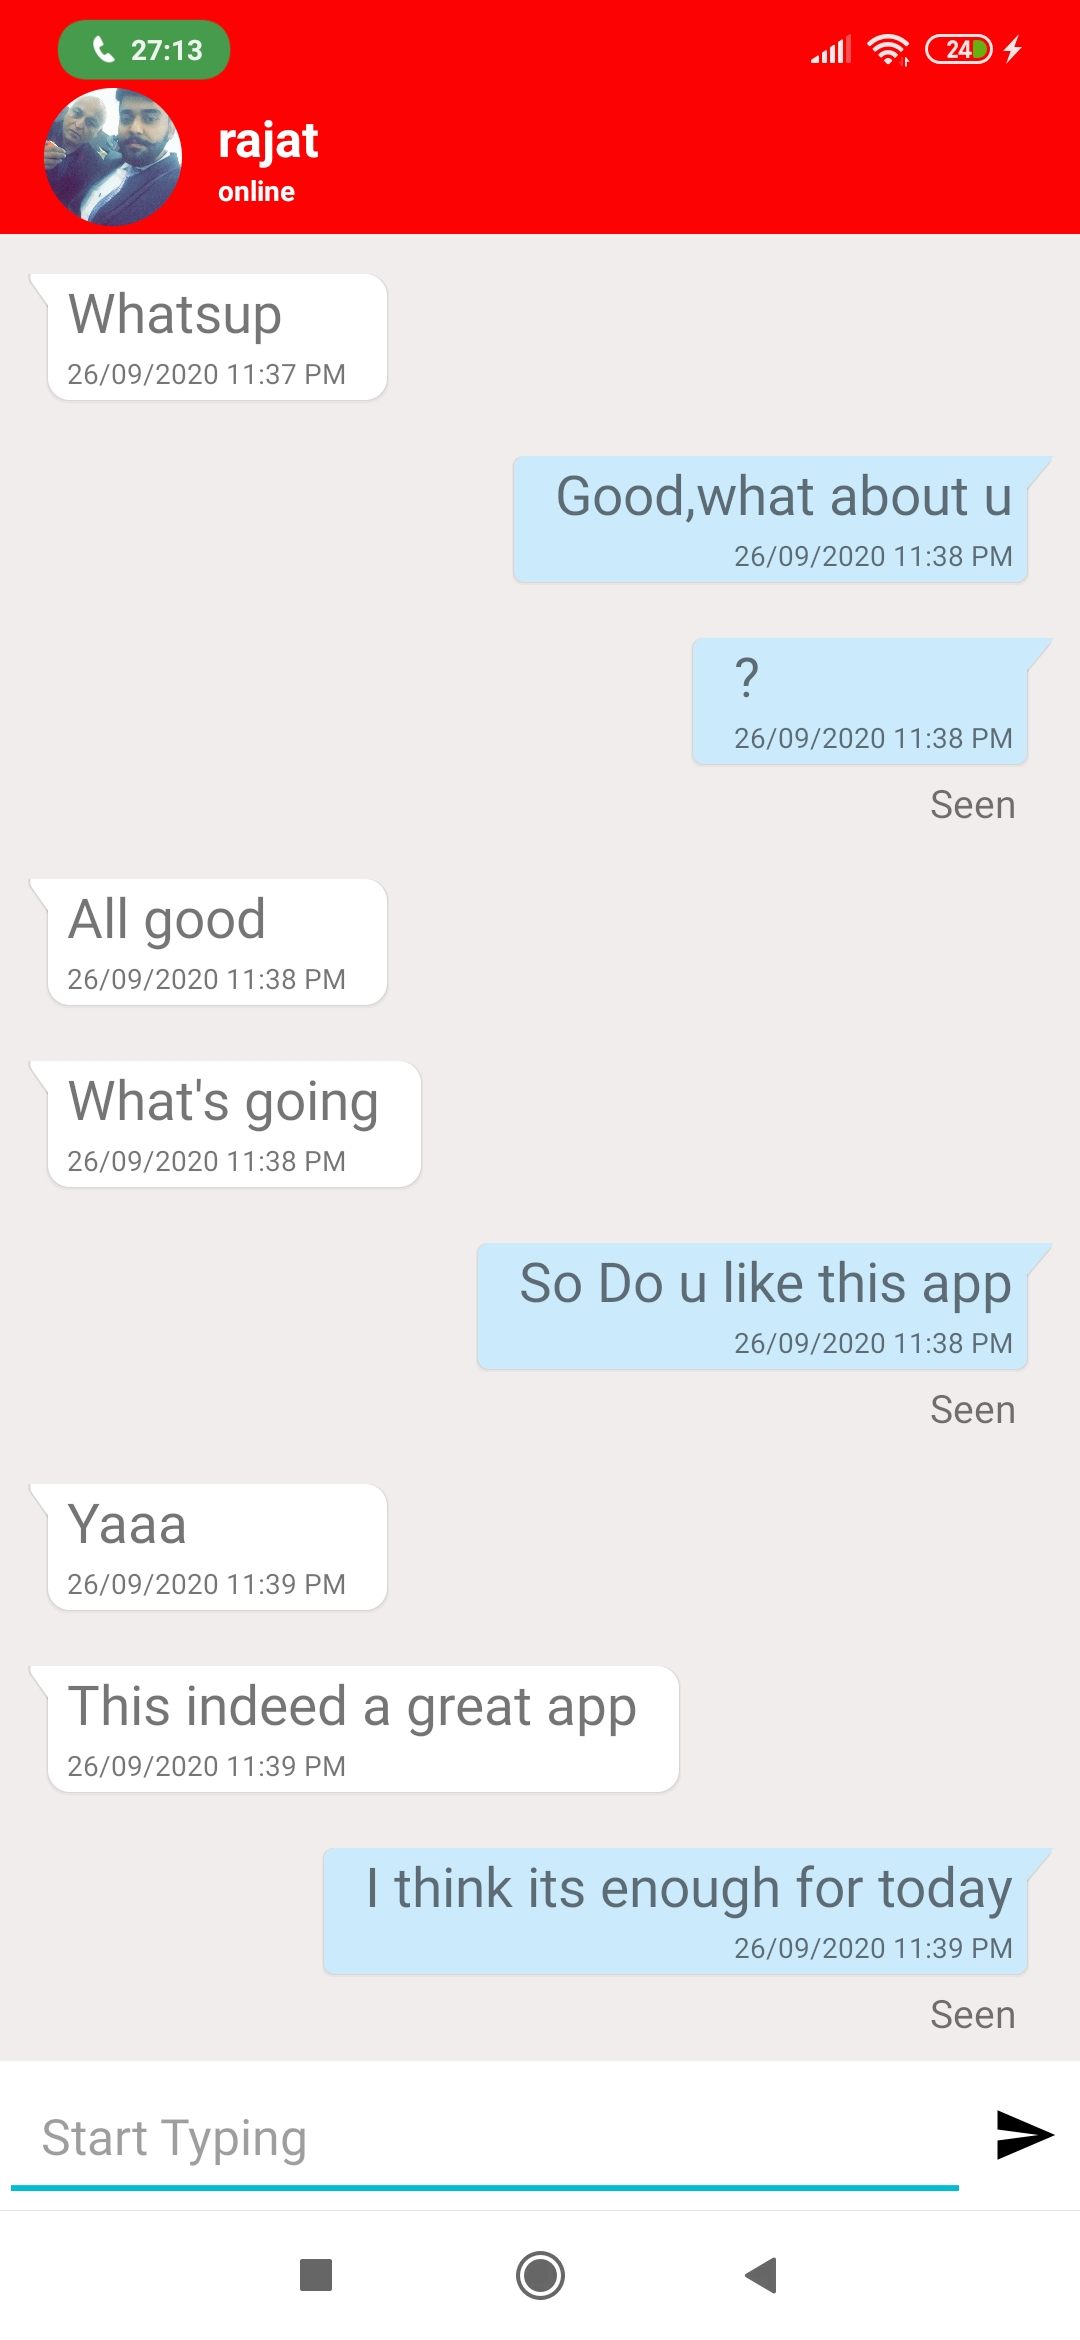 27:13
24
rajat
online
Whatsup
26/09/2020 11:37 PM
Good,what about u
26/09/2020 11:38 PM
?
26/09/2020 11:38 PM
Seen
All good
26/09/2020 11:38 PM
What's going
26/09/2020 11:38 PM
So Do u like this app
26/09/2020 11:38 PM
Seen
Yaaa
26/09/2020 11:39 PM
This indeed a great app
26/09/2020 11:39 PM
I think its enough for today
26/09/2020 11:39 PM
Seen
Start Typing